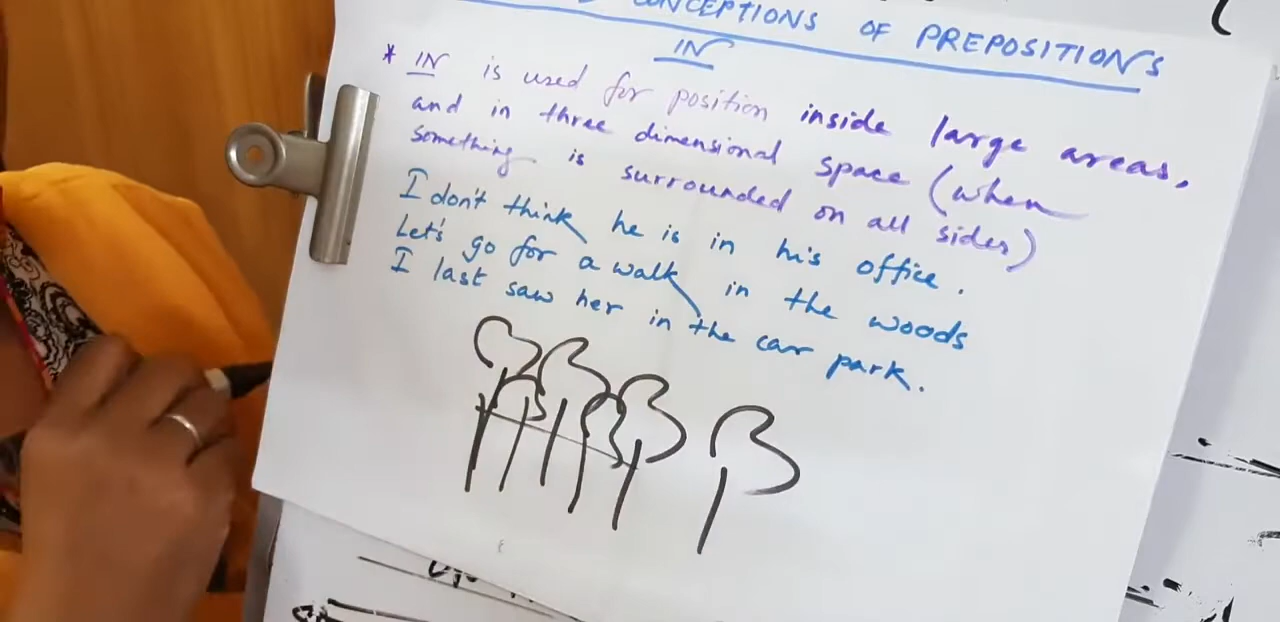 CONCEPTIONS OF PREPOSITIONS
IN
* IN is used for position inside large areas,
and in three dimensional space (when
something is surrounded on all sides)
I don't think he is in his office.
Let's go for a walk in the woods
I last saw her in the car park.